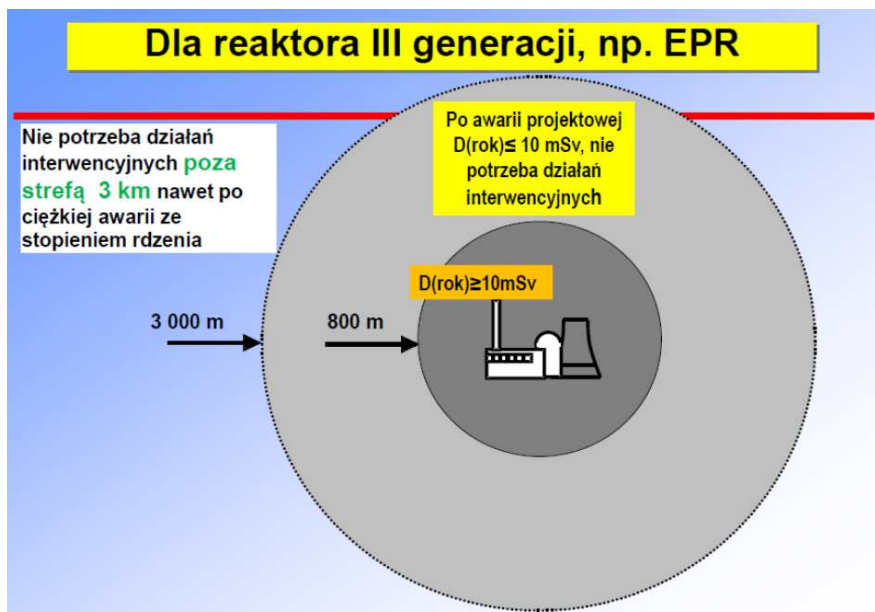 Dla reaktora III generacji, np. EPR
Nie potrzeba działań
interwencyjnych poza
strefą 3 km nawet po
ciężkiej awarii ze
stopieniem rdzenia
Po awarii projektowej
D(rok)≤ 10 mSv, nie
potrzeba działań
interwencyjnych
D(rok)≥10mSv
3 000 m
800 m